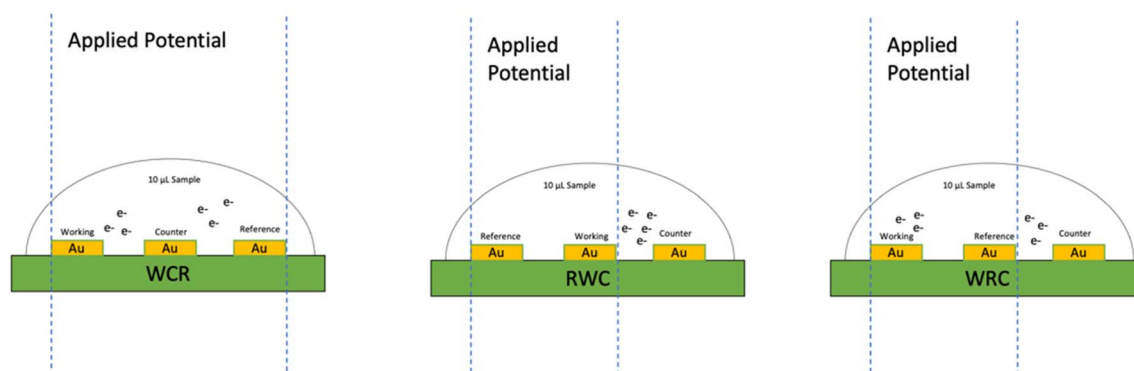 Applied Potential
10 µL Sample
e-
e-
e-
e-
e-
e-
Working
Counter
Reference
Au
Au
Au
WCR
Applied
Potential
10 µL Sample
e-
e-
e-
e-
e-
Reference
Working
Counter
Au
Au
Au
RWC
Applied
Potential
10 µL Sample
e-
e-
e-
e-
e-
e-
Working
Reference
Counter
Au
Au
Au
WRC